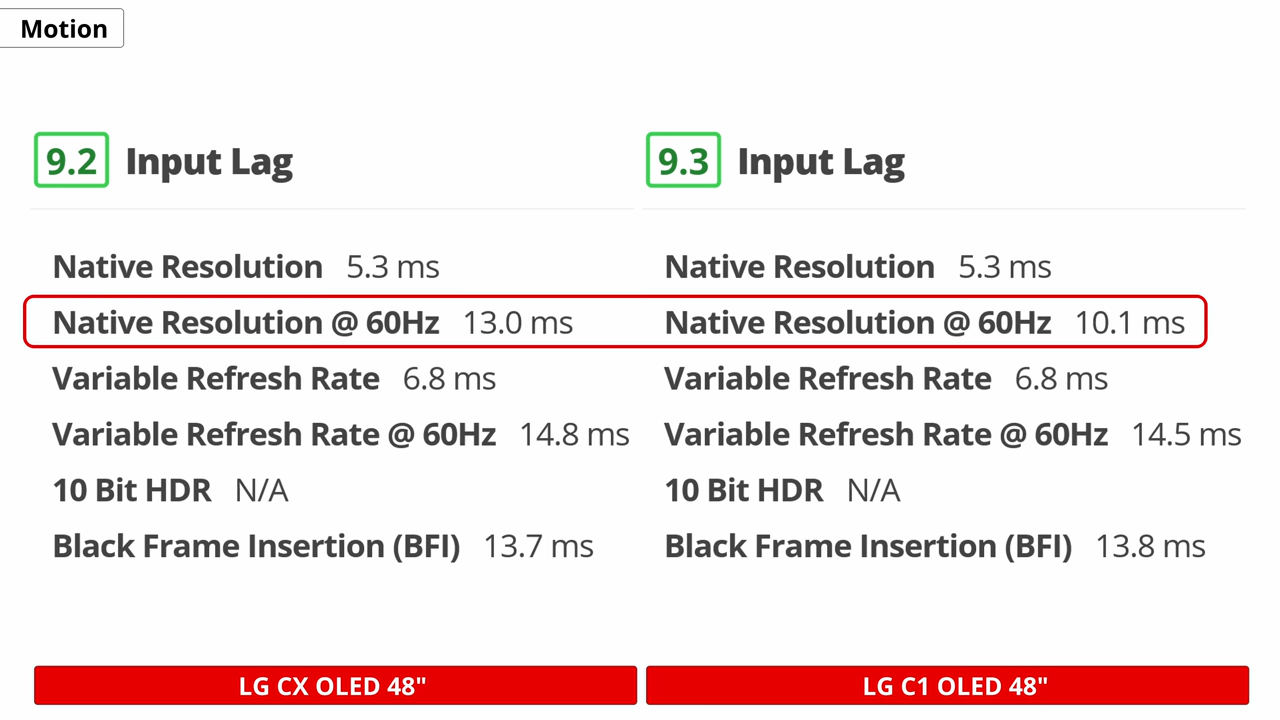 Motion
9.2 Input Lag
Native Resolution 5.3 ms
Native Resolution @ 60Hz 13.0 ms
Variable Refresh Rate 6.8 ms
Variable Refresh Rate @ 60Hz 14.8 ms
10 Bit HDR N/A
Black Frame Insertion (BFI) 13.7 ms
LG CX OLED 48"
9.3 Input Lag
Native Resolution 5.3 ms
Native Resolution @ 60Hz 10.1 ms
Variable Refresh Rate 6.8 ms
Variable Refresh Rate @ 60Hz 14.5 ms
10 Bit HDR N/A
Black Frame Insertion (BFI) 13.8 ms
LG C1 OLED 48"